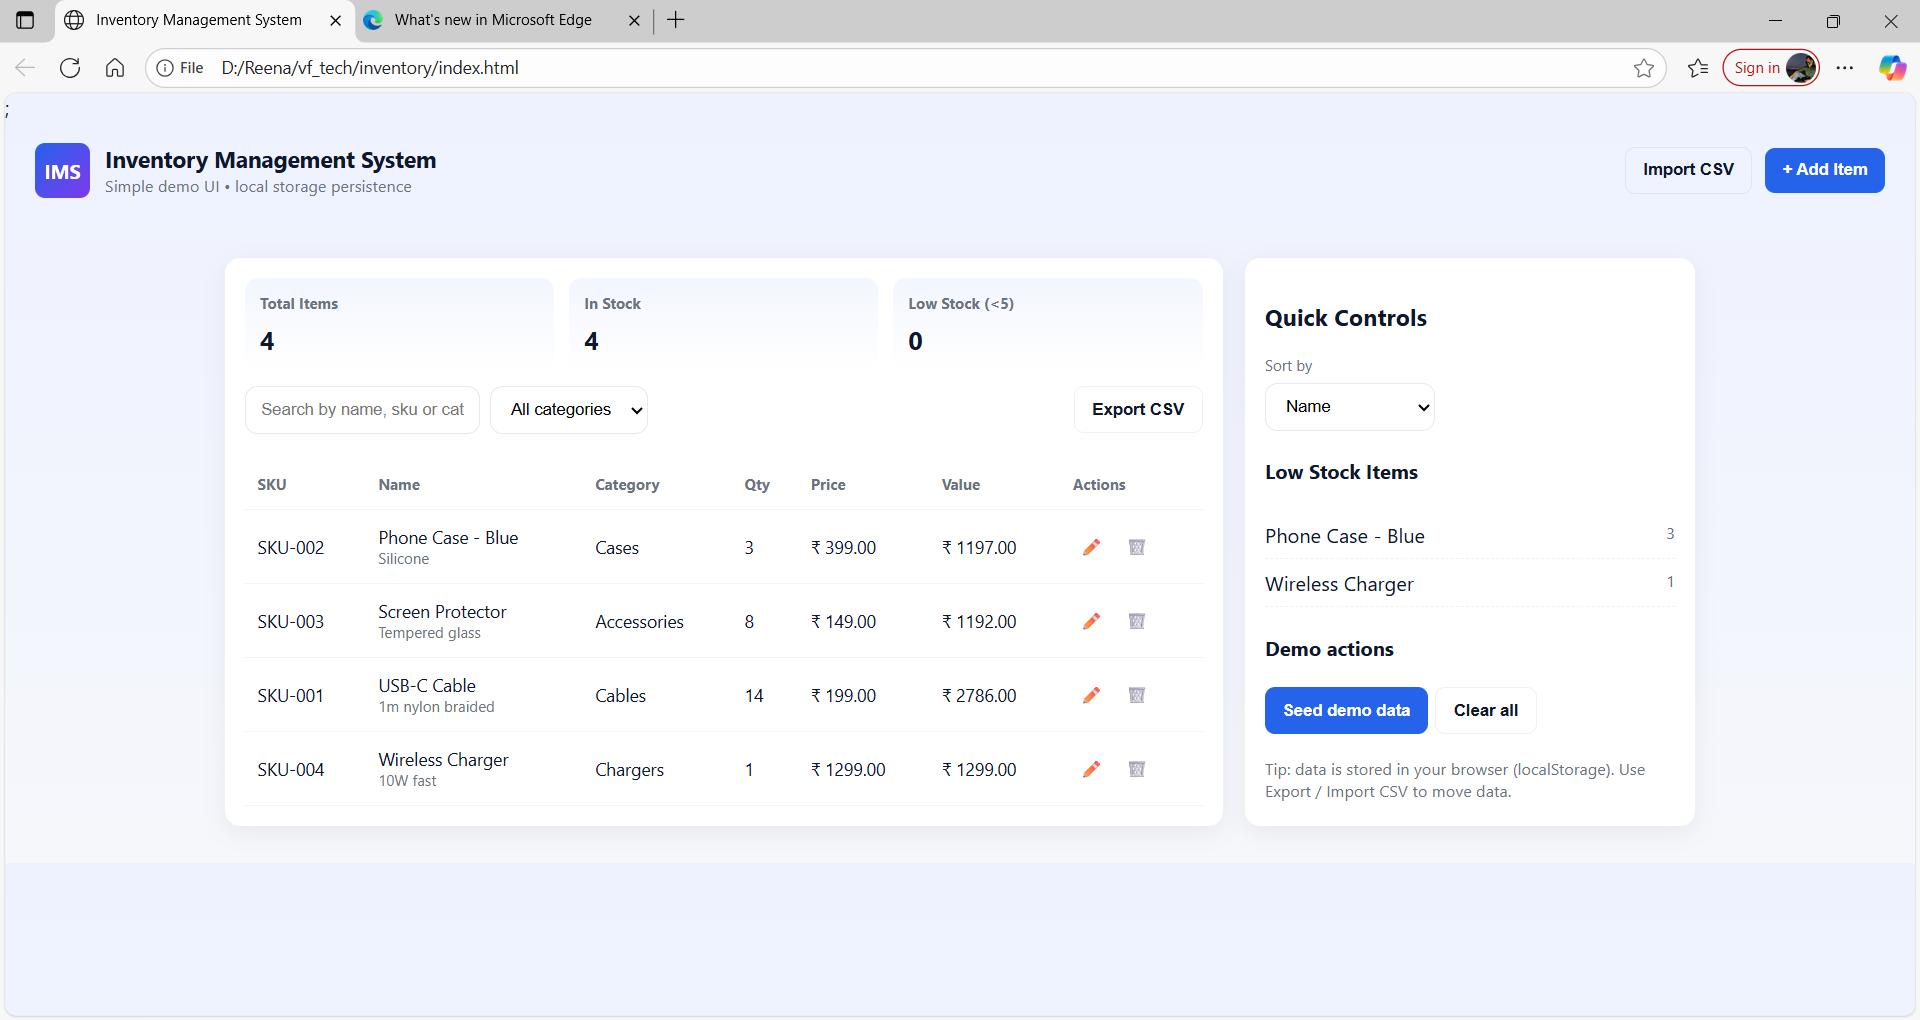 Inventory Management System
What's new in Microsoft Edge
File D:/Reena/vf_tech/inventory/index.html
Sign in
;
IMS
Inventory Management System
Simple demo UI • local storage persistence
Import CSV
+ Add Item
Total Items
4
In Stock
4
Low Stock (<5)
0
Search by name, sku or cat
All categories
Export CSV
SKU Name Category Qty Price Value Actions
SKU-002 Phone Case - Blue Cases 3 ₹ 399.00 ₹ 1197.00
Silicone
SKU-003 Screen Protector Accessories 8 ₹ 149.00 ₹ 1192.00
Tempered glass
SKU-001 USB-C Cable Cables 14 ₹ 199.00 ₹ 2786.00
1m nylon braided
SKU-004 Wireless Charger Chargers 1 ₹ 1299.00 ₹ 1299.00
10W fast
Quick Controls
Sort by
Name
Low Stock Items
Phone Case - Blue 3
Wireless Charger 1
Demo actions
Seed demo data
Clear all
Tip: data is stored in your browser (localStorage). Use
Export / Import CSV to move data.